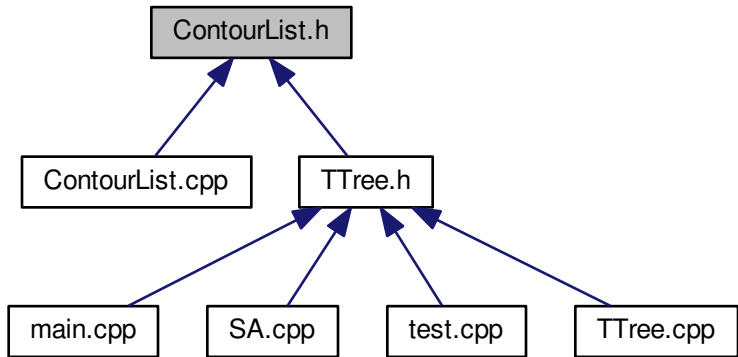 ContourList.h
ContourList.cpp
TTree.h
main.cpp
SA.cpp
test.cpp
TTree.cpp